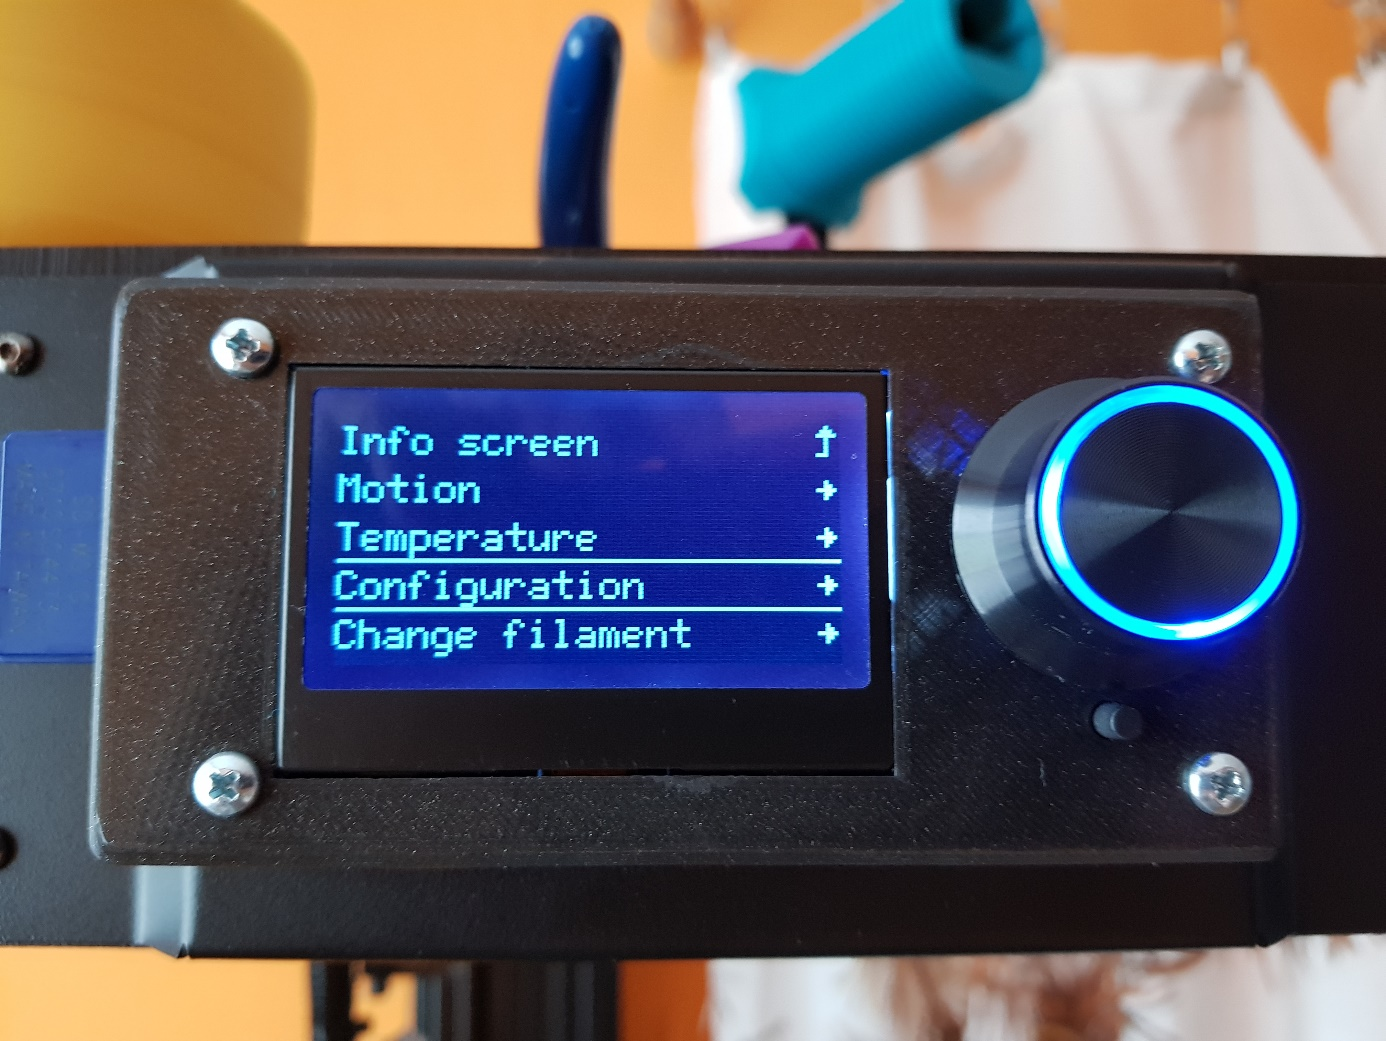 Info screen
Motion
Temperature
Configuration
Change filament